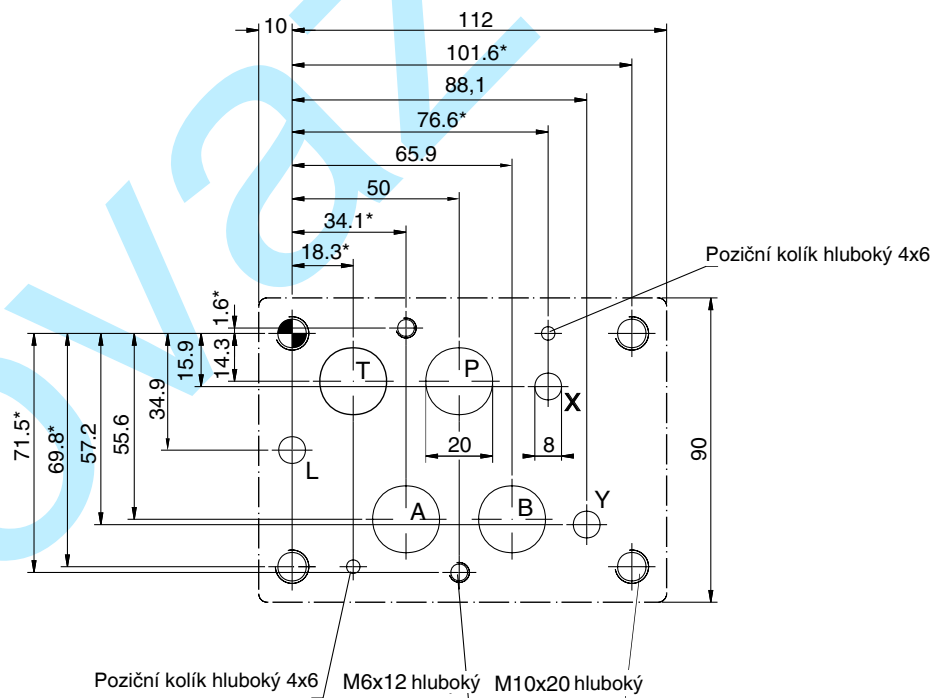 10
112
101.6*
88,1
76.6*
65.9
50
34.1*
18.3*
Poziční kolík hluboký 4x6
1.6*
14.3
15.9
34.9
55.6
57.2
69.8*
71.5*
T
P
X
20
8
90
L
A
B
Y
Poziční kolík hluboký 4x6
M6x12 hluboký
M10x20 hluboký